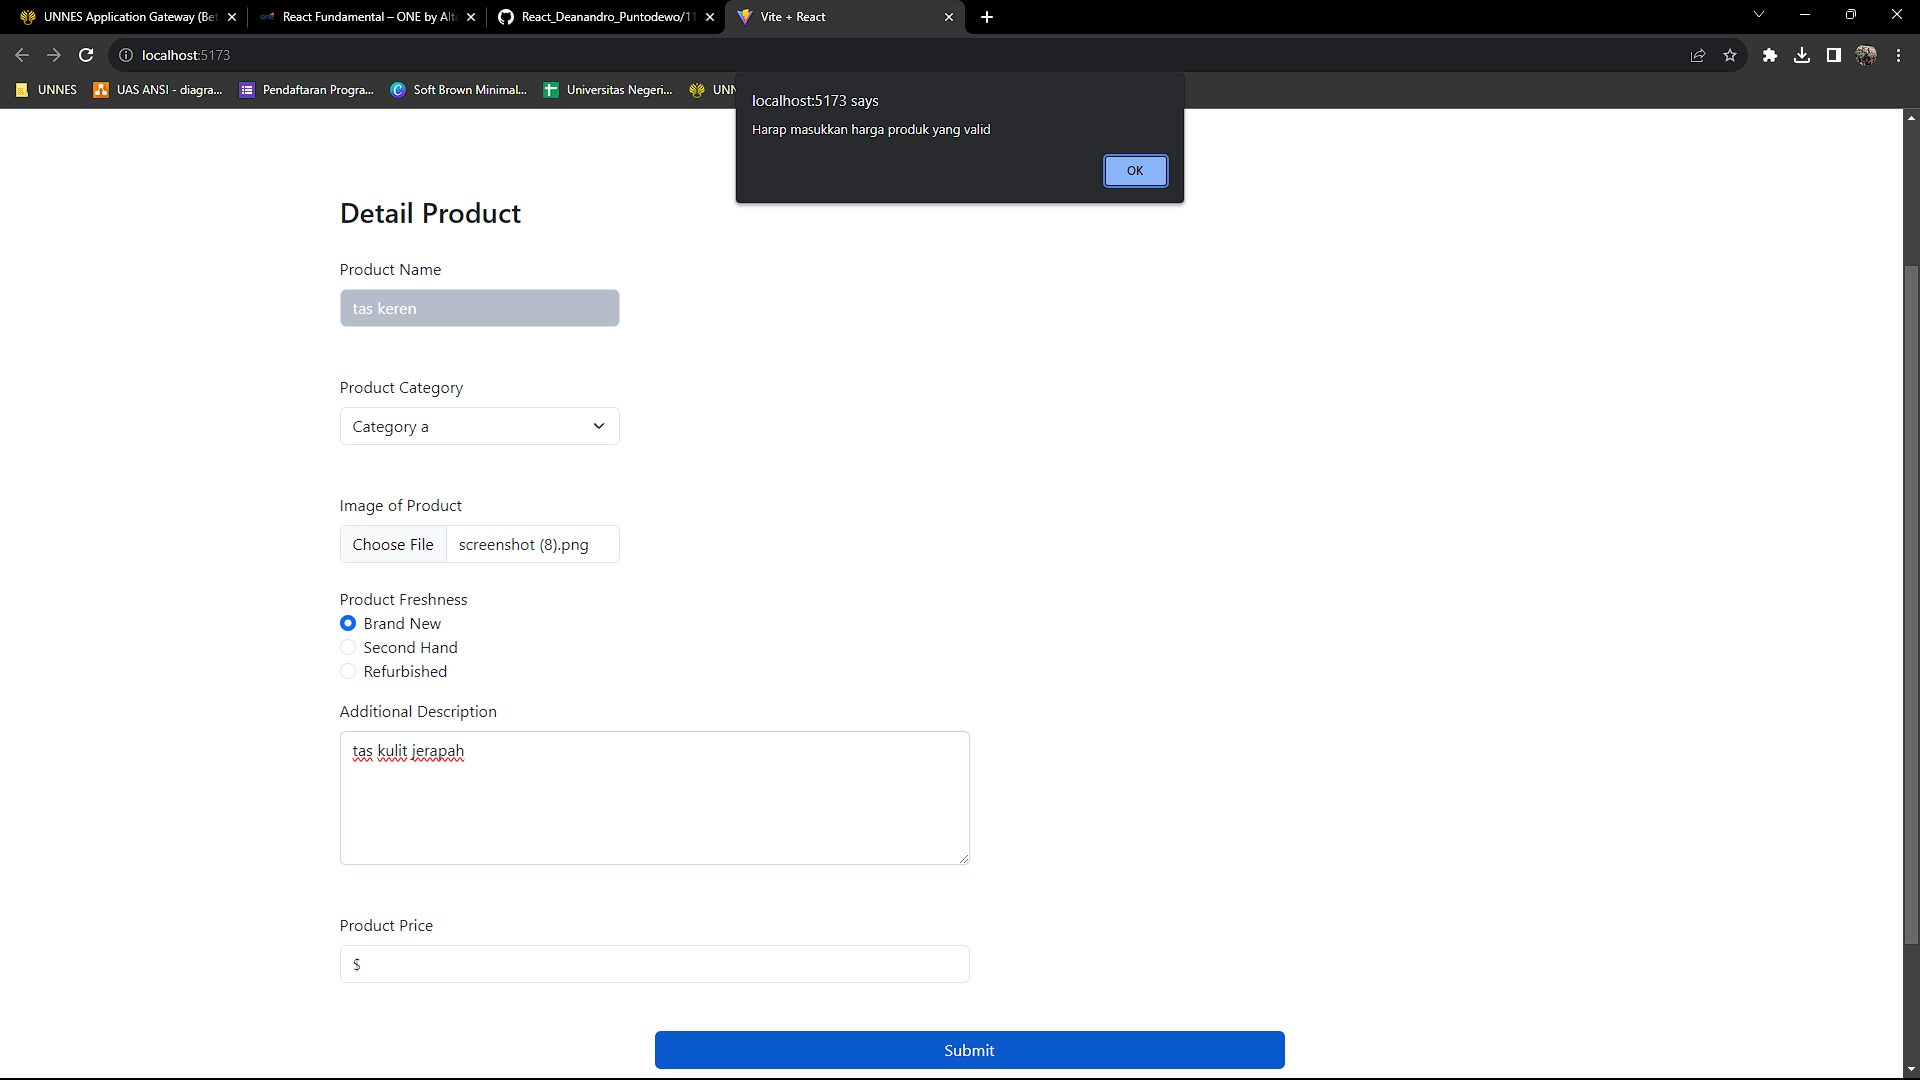 UNNES Application Gateway (Bet
React Fundamental – ONE by Alte
React_Deanandro_Puntodewo/11
Vite + React
localhost:5173
UNNES
UAS ANSI - diagra...
Pendaftaran Progra...
Soft Brown Minimal...
Universitas Negeri...
UNN
localhost:5173 says
Harap masukkan harga produk yang valid
OK
Detail Product
Product Name
tas keren
Product Category
Category a
Image of Product
Choose File
screenshot (8).png
Product Freshness
Brand New
Second Hand
Refurbished
Additional Description
tas kulit jerapah
Product Price
$
Submit